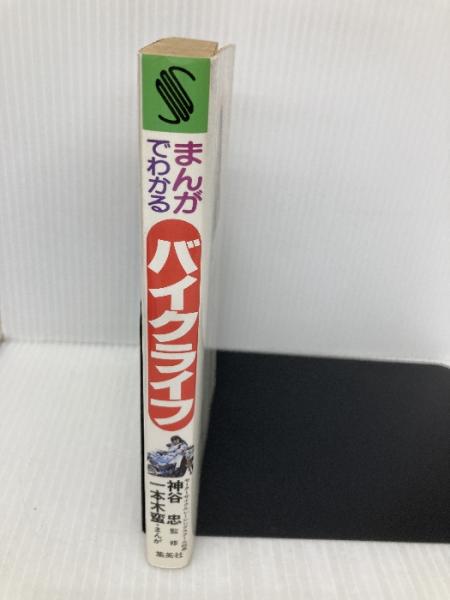 まんが
でわかる
バイクライフ
神谷 忠 監修
一本木蛮・まんが
集英社